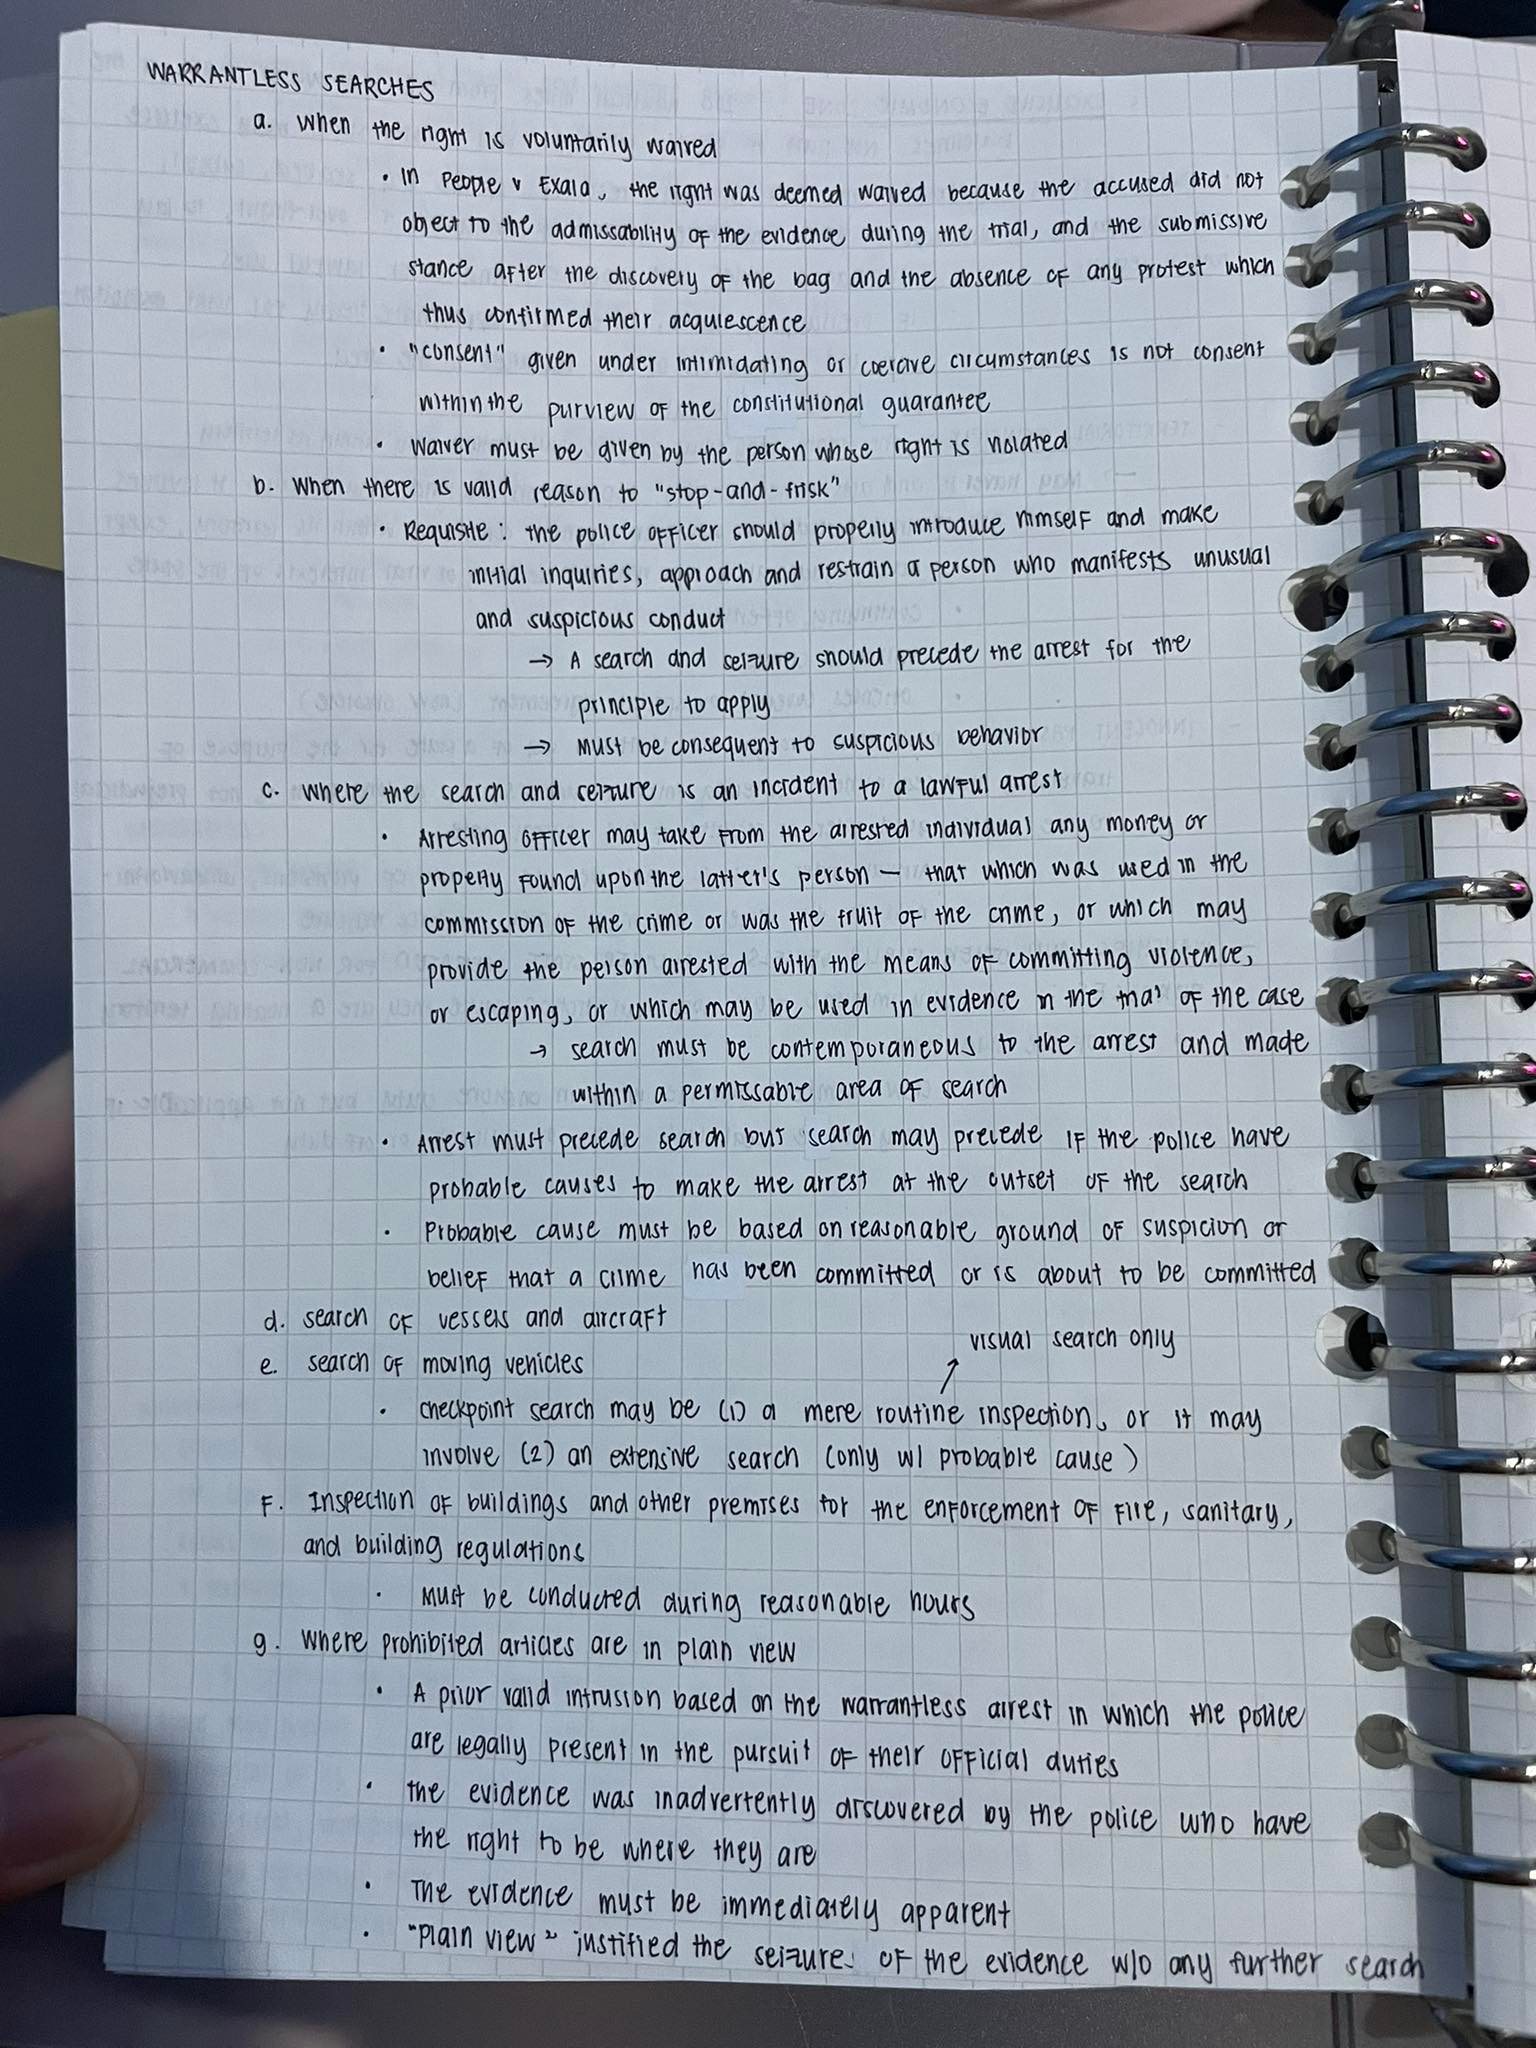 WARRANTLESS SEARCHES
a. When the right is voluntarily waived
• In People v Exala, the right was deemed waived because the accused did not
object to the admissability of the evidence during the trial, and the submissive
stance after the discovery of the bag and the absence of any protest which
thus confirmed their acquiescence
• "consent" given under intimidating or coercive circumstances is not consent
within the purview of the constitutional guarantee
• Waiver must be given by the person whose right is violated
b. When there is valid reason to "stop-and-frisk"
• Requisite: the police officer should properly introduce himself and make
initial inquiries, approach and restrain a person who manifests unusual
and suspicious conduct
→ A search and seizure should precede the arrest for the
principle to apply
→ Must be consequent to suspicious behavior
c. Where the search and seizure is an incident to a lawful arrest
• Arresting officer may take from the arrested individual any money or
property found upon the latter's person — that which was used in the
commission of the crime or was the fruit of the crime, or which may
provide the person arrested with the means of committing violence,
or escaping, or which may be used in evidence in the trial of the case
→ search must be contemporaneous to the arrest and made
within a permissable area of search
• Arrest must precede search but search may precede if the police have
probable causes to make the arrest at the outset of the search
• Probable cause must be based on reasonable ground of suspicion or
belief that a crime has been committed or is about to be committed
d. search of vessels and aircraft
visual search only
e. search of moving vehicles
• checkpoint search may be (1) a mere routine inspection, or it may
involve (2) an extensive search (only w/ probable cause)
F. Inspection of buildings and other premises for the enforcement of fire, sanitary,
and building regulations
• Must be conducted during reasonable hours
g. Where prohibited articles are in plain view
• A prior valid intrusion based on the warrantless arrest in which the police
are legally present in the pursuit of their official duties
• the evidence was inadvertently discovered by the police who have
the right to be where they are
• The evidence must be immediately apparent
• "plain view" justified the seizure of the evidence w/o any further search